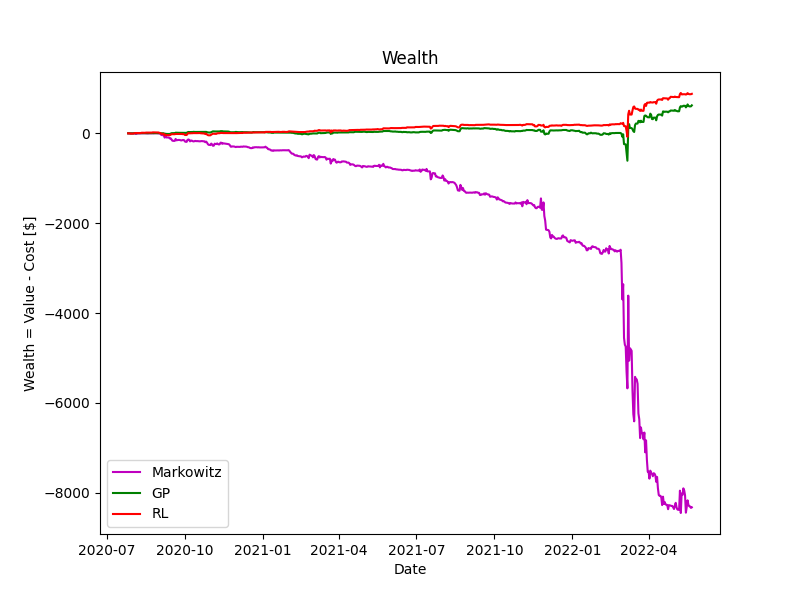 Wealth
Wealth = Value - Cost [$]
0
−2000
−4000
−6000
−8000
Markowitz
GP
RL
2020-07 2020-10 2021-01 2021-04 2021-07 2021-10 2022-01 2022-04
Date